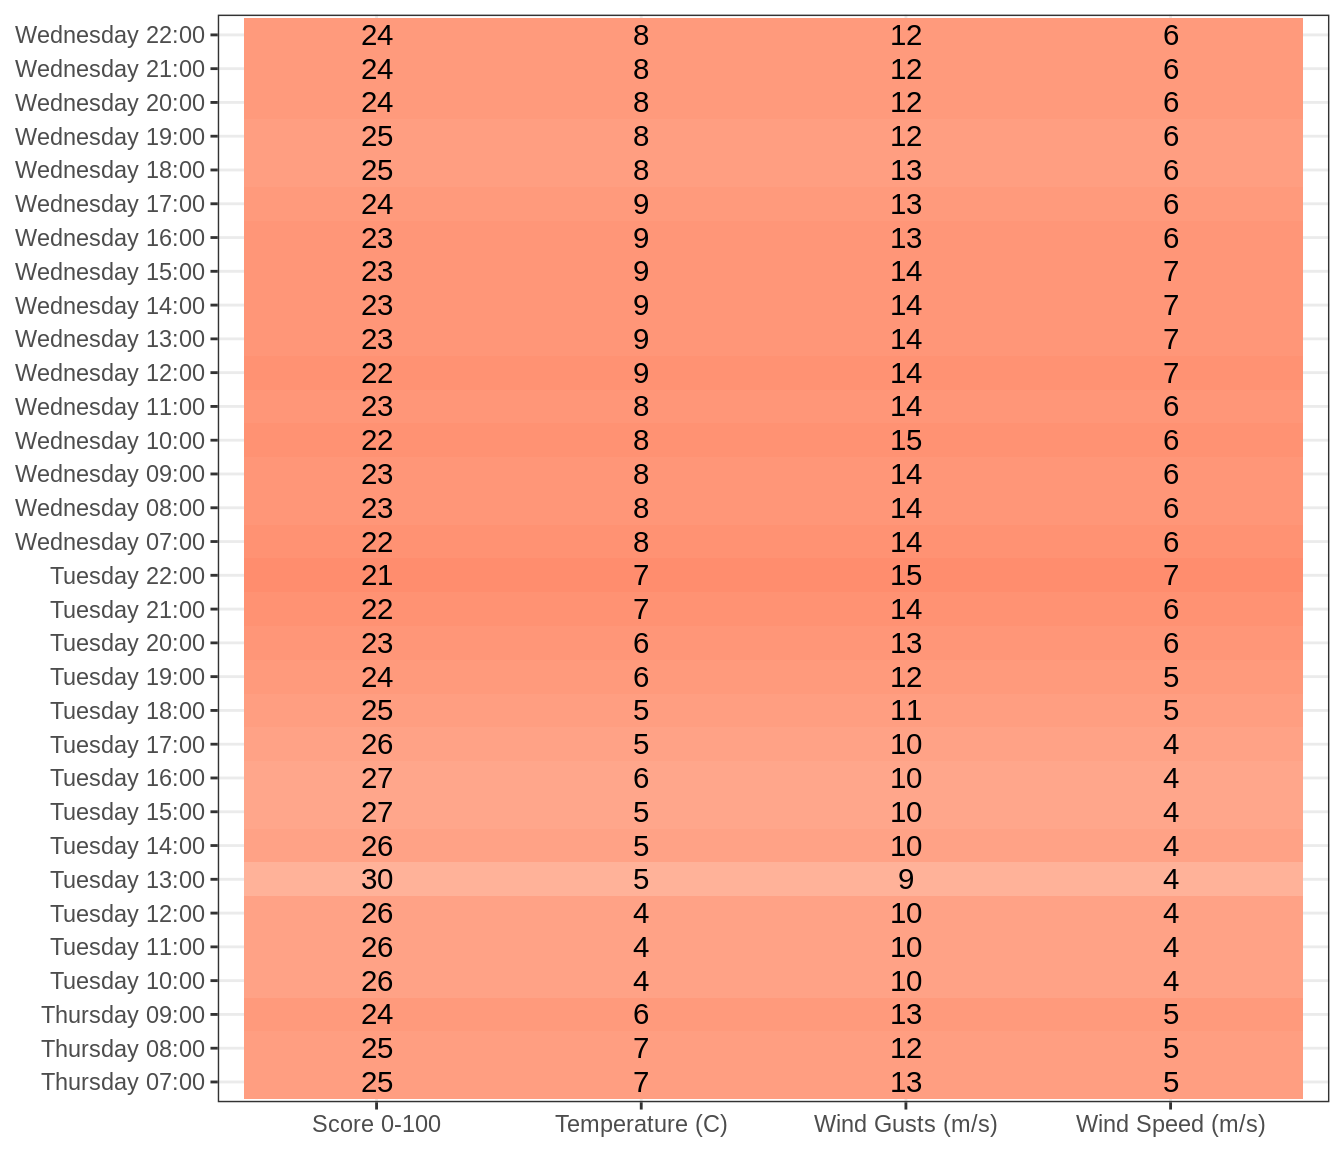 Wednesday 22:00 24 8 12 6
Wednesday 21:00 24 8 12 6
Wednesday 20:00 24 8 12 6
Wednesday 19:00 25 8 12 6
Wednesday 18:00 25 8 13 6
Wednesday 17:00 24 9 13 6
Wednesday 16:00 23 9 13 6
Wednesday 15:00 23 9 14 7
Wednesday 14:00 23 9 14 7
Wednesday 13:00 23 9 14 7
Wednesday 12:00 22 9 14 7
Wednesday 11:00 23 8 14 6
Wednesday 10:00 22 8 15 6
Wednesday 09:00 23 8 14 6
Wednesday 08:00 23 8 14 6
Wednesday 07:00 22 8 14 6
Tuesday 22:00 21 7 15 7
Tuesday 21:00 22 7 14 6
Tuesday 20:00 23 6 13 6
Tuesday 19:00 24 6 12 5
Tuesday 18:00 25 5 11 5
Tuesday 17:00 26 5 10 4
Tuesday 16:00 27 6 10 4
Tuesday 15:00 27 5 10 4
Tuesday 14:00 26 5 10 4
Tuesday 13:00 30 5 9 4
Tuesday 12:00 26 4 10 4
Tuesday 11:00 26 4 10 4
Tuesday 10:00 26 4 10 4
Thursday 09:00 24 6 13 5
Thursday 08:00 25 7 12 5
Thursday 07:00 25 7 13 5
Score 0-100 Temperature (C) Wind Gusts (m/s) Wind Speed (m/s)